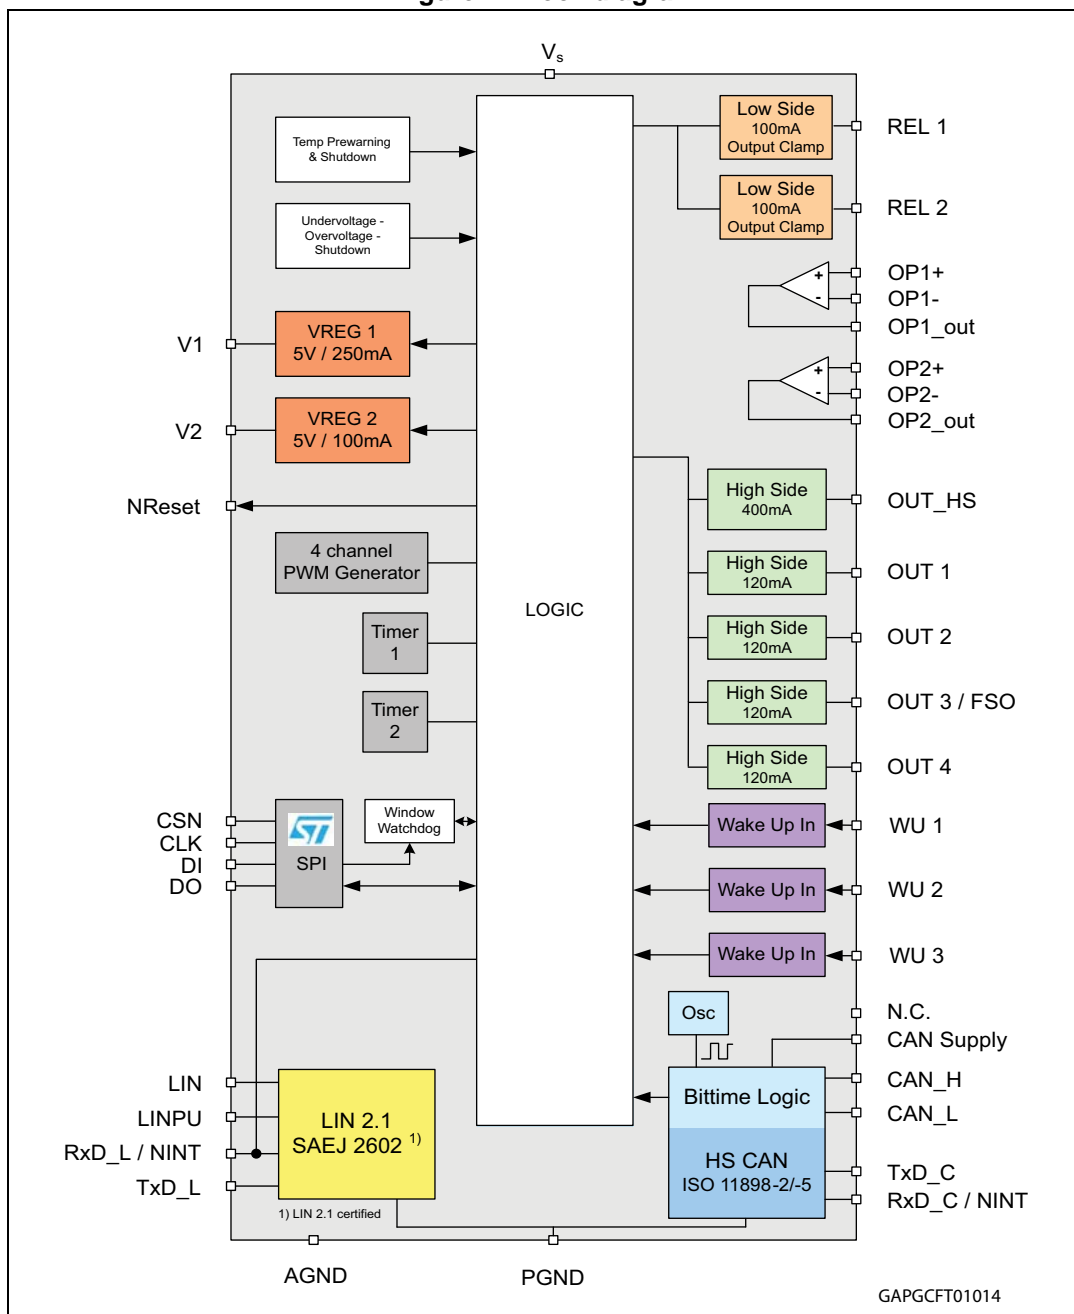 Vs
Temp Prewarning
& Shutdown
Undervoltage -
Overvoltage -
Shutdown
V1
VREG 1
5V / 250mA
V2
VREG 2
5V / 100mA
NReset
4 channel
PWM Generator
Timer
1
Timer
2
CSN
CLK
DI
DO
ST
SPI
Window
Watchdog
LIN
LINPU
RxD_L / NINT
TxD_L
LIN 2.1
SAEJ 2602 1)
1) LIN 2.1 certified
LOGIC
Low Side
100mA
Output Clamp
REL 1
Low Side
100mA
Output Clamp
REL 2
+
-
OP1+
OP1-
OP1_out
+
-
OP2+
OP2-
OP2_out
High Side
400mA
OUT_HS
High Side
120mA
OUT 1
High Side
120mA
OUT 2
High Side
120mA
OUT 3 / FSO
High Side
120mA
OUT 4
Wake Up In
WU 1
Wake Up In
WU 2
Wake Up In
WU 3
Osc
N.C.
CAN Supply
Bittime Logic
CAN_H
CAN_L
HS CAN
ISO 11898-2/-5
TxD_C
RxD_C / NINT
AGND
PGND
GAPGCFT01014